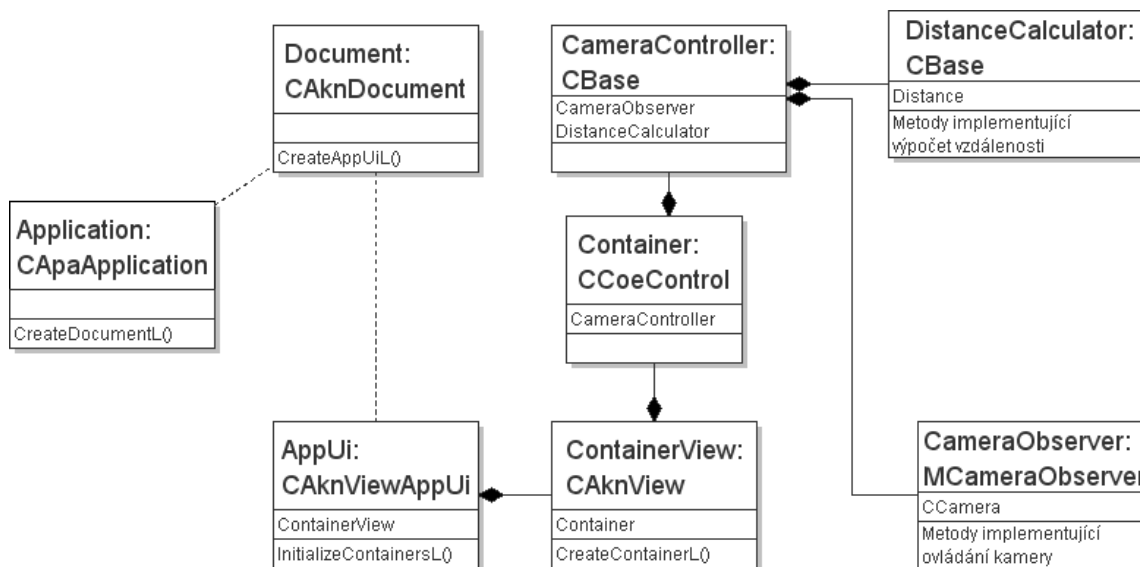 Document:
CAknDocument
CreateAppUiL()
CameraController:
CBase
CameraObserver
DistanceCalculator
DistanceCalculator:
CBase
Distance
Metody implementující
výpočet vzdálenosti
Application:
CApaApplication
CreateDocumentL()
Container:
CCoeControl
CameraController
AppUi:
CAknViewAppUi
ContainerView
InitializeContainersL()
ContainerView:
CAknView
Container
CreateContainerL()
CameraObserver:
MCameraObserver
CCamera
Metody implementující
ovládání kamery